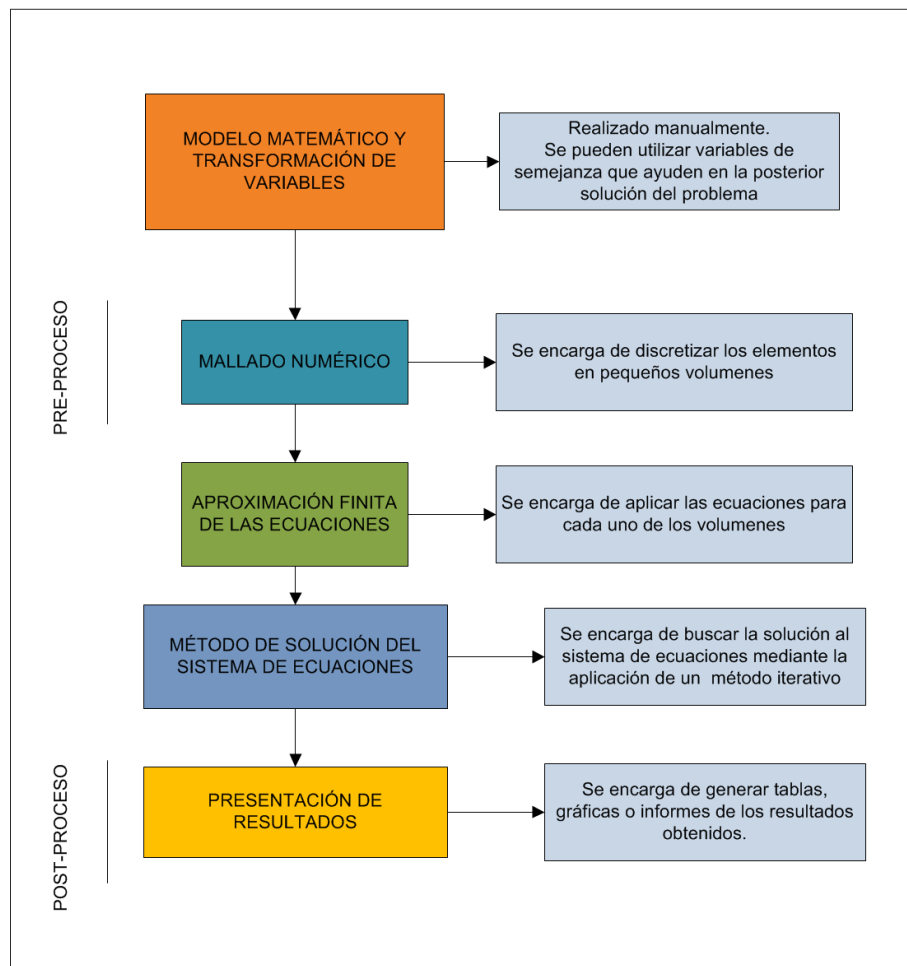 MODELO MATEMÁTICO Y
TRANSFORMACIÓN DE
VARIABLES
Realizado manualmente.
Se pueden utilizar variables de
semejanza que ayuden en la posterior
solución del problema
PRE-PROCESO
MALLADO NUMÉRICO
Se encarga de discretizar los elementos
en pequeños volumenes
APROXIMACIÓN FINITA
DE LAS ECUACIONES
Se encarga de aplicar las ecuaciones para
cada uno de los volumenes
MÉTODO DE SOLUCIÓN DEL
SISTEMA DE ECUACIONES
Se encarga de buscar la solución al
sistema de ecuaciones mediante la
aplicación de un método iterativo
POST-PROCESO
PRESENTACIÓN DE
RESULTADOS
Se encarga de generar tablas,
gráficas o informes de los resultados
obtenidos.